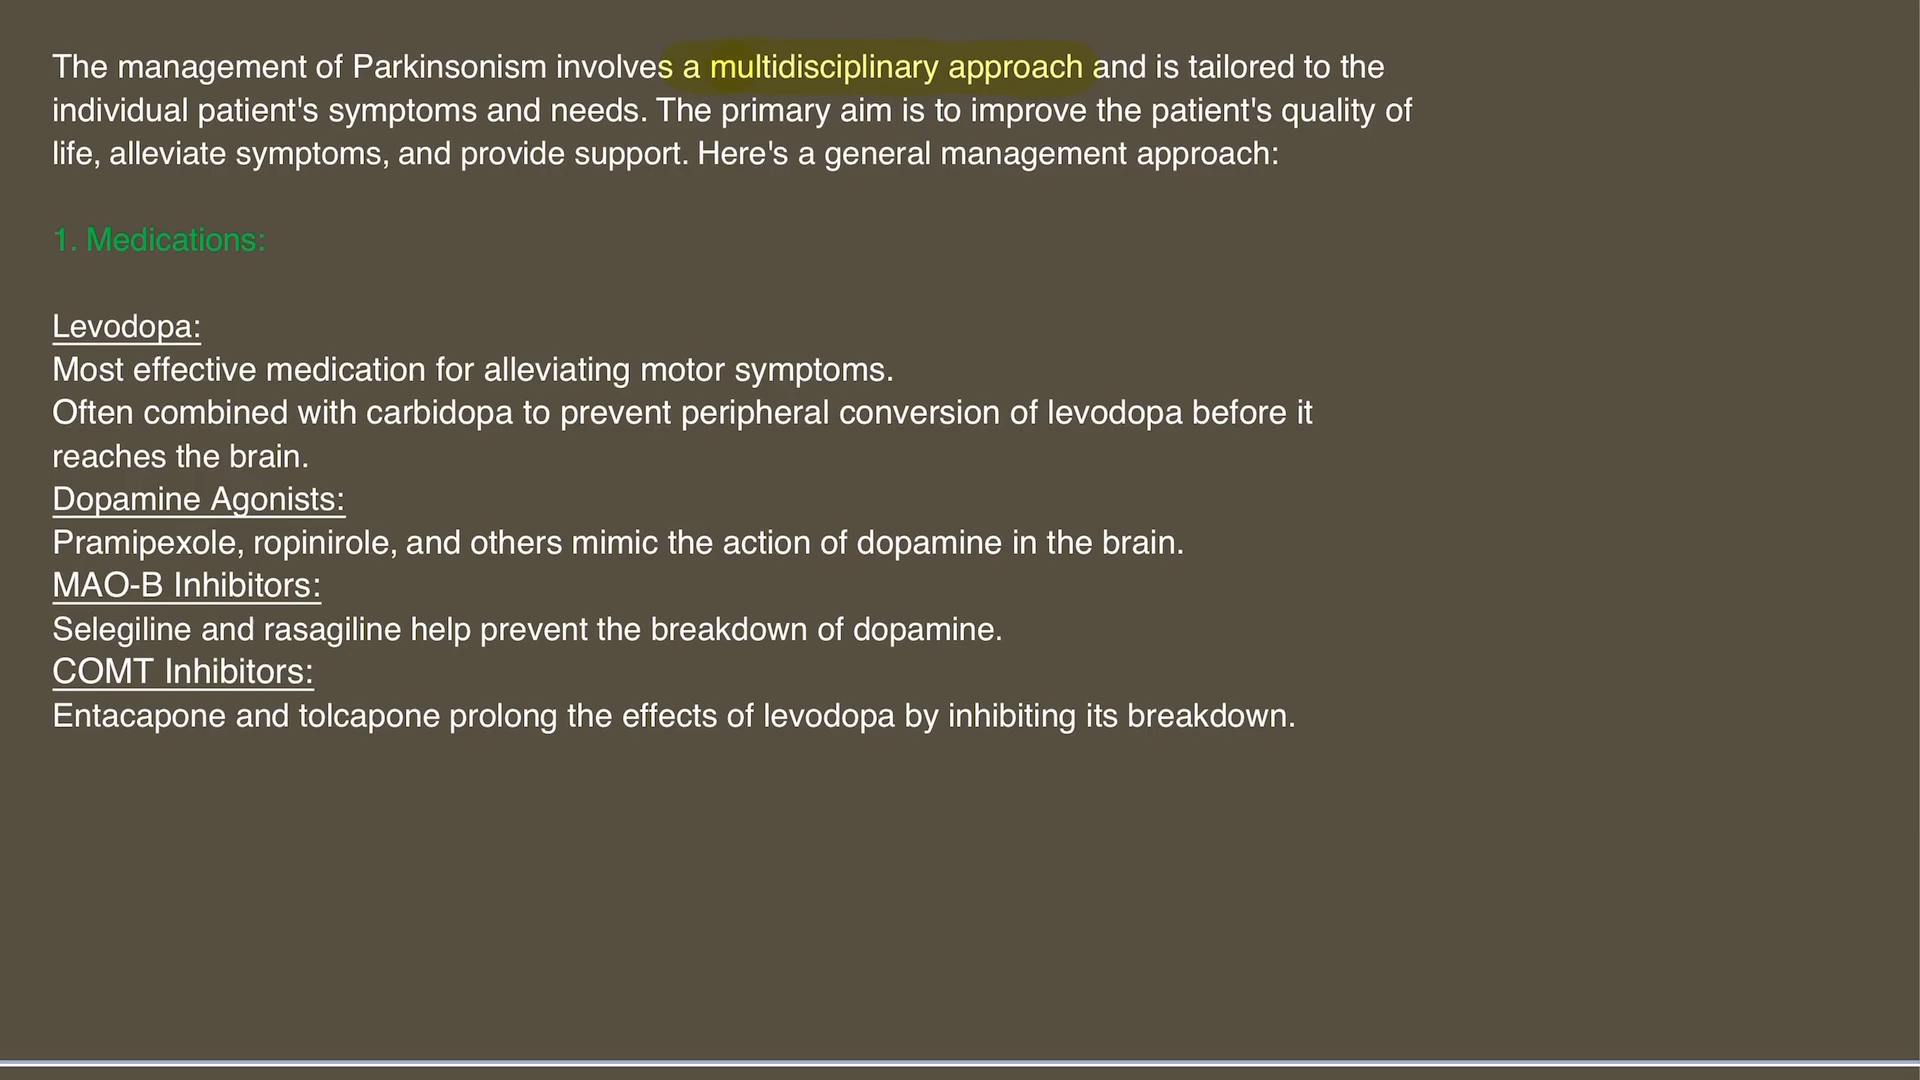 The management of Parkinsonism involves a multidisciplinary approach and is tailored to the
individual patient's symptoms and needs. The primary aim is to improve the patient's quality of
life, alleviate symptoms, and provide support. Here's a general management approach:
1. Medications:
Levodopa:
Most effective medication for alleviating motor symptoms.
Often combined with carbidopa to prevent peripheral conversion of levodopa before it
reaches the brain.
Dopamine Agonists:
Pramipexole, ropinirole, and others mimic the action of dopamine in the brain.
MAO-B Inhibitors:
Selegiline and rasagiline help prevent the breakdown of dopamine.
COMT Inhibitors:
Entacapone and tolcapone prolong the effects of levodopa by inhibiting its breakdown.